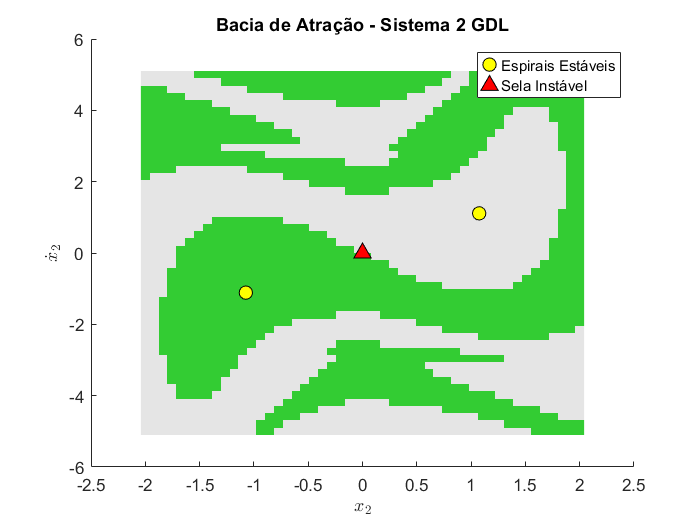 Bacia de Atração - Sistema 2 GDL
Espirais Estáveis
Sela Instável
6
4
2
0
-2
-4
-6
ẋ₂
-2.5 -2 -1.5 -1 -0.5 0 0.5 1 1.5 2 2.5
x₂